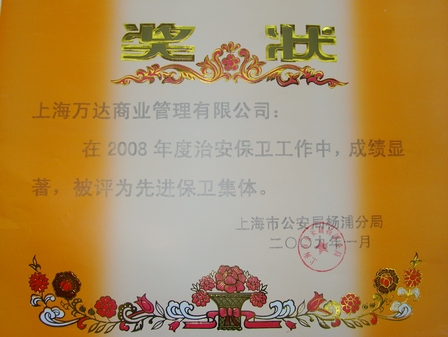 奖状
上海万达商业管理有限公司：
在2008年度治安保卫工作中，成绩显
著，被评为先进保卫集体。
上海市公安局杨浦分局
二〇〇九年一月